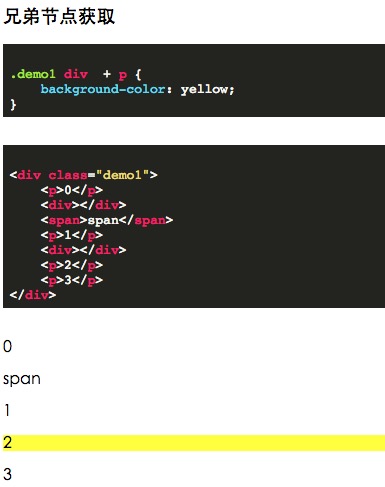 兄弟节点获取
.demo1 div  + p {
    background-color: yellow;
}
<div class="demo1">
    <p>0</p>
    <div></div>
    <span>span</span>
    <p>1</p>
    <div></div>
    <p>2</p>
    <p>3</p>
</div>
0
span
1
2
3